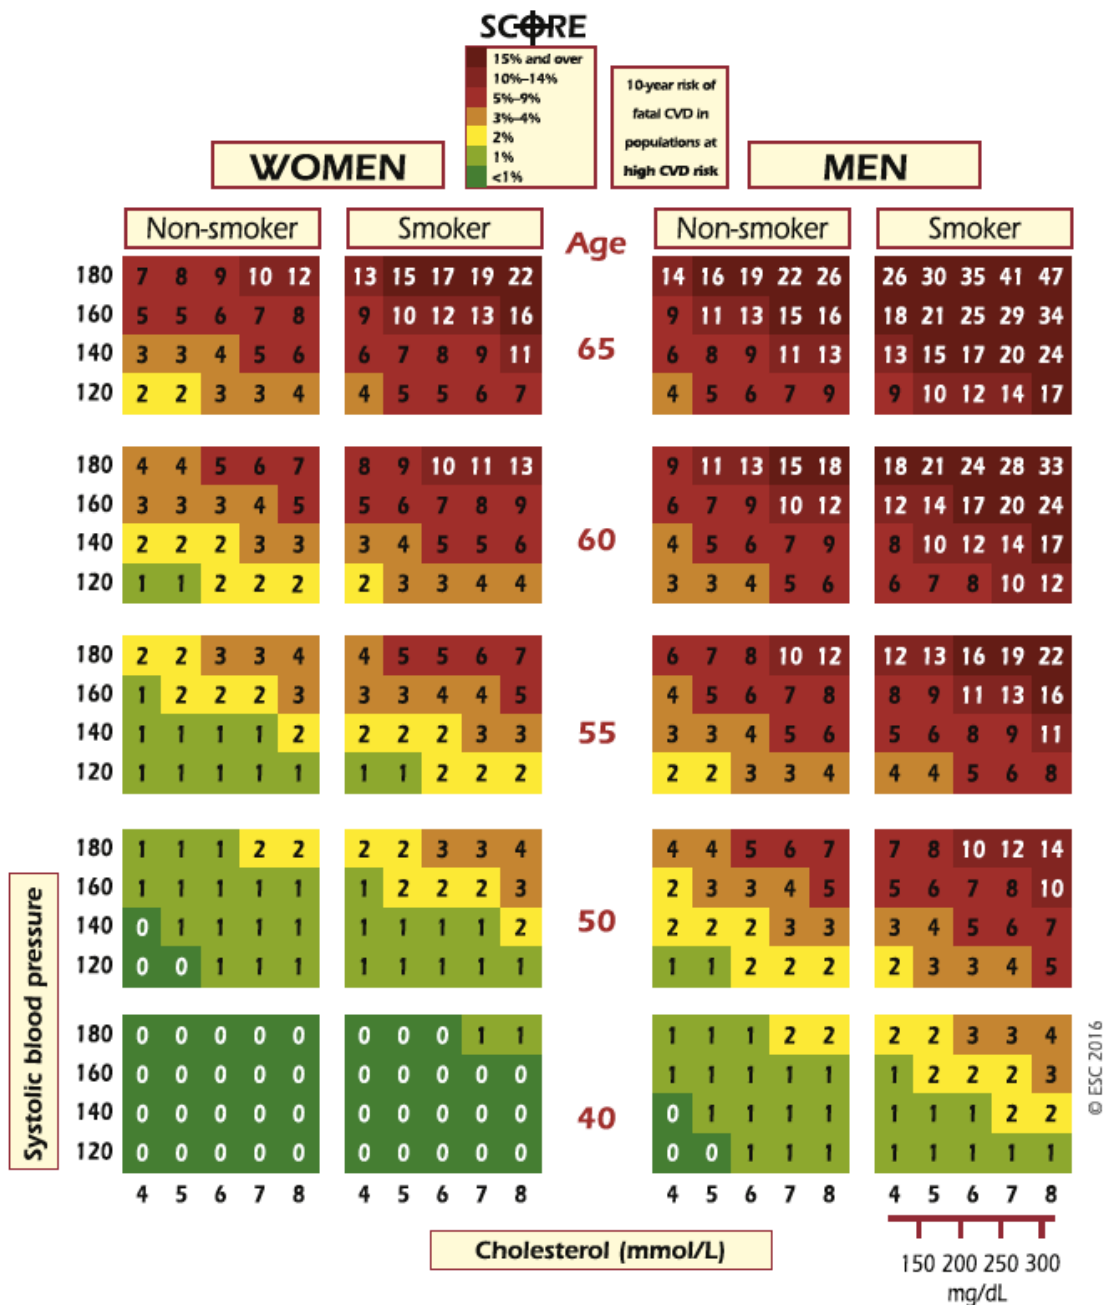 SCORE
15% and over
10%–14%
5%–9%
3%–4%
2%
1%
<1%
10-year risk of
fatal CVD in
populations at
high CVD risk
WOMEN
MEN
Non-smoker Smoker Age Non-smoker Smoker
180 7 8 9 10 12 13 15 17 19 22 14 16 19 22 26 26 30 35 41 47
160 5 5 6 7 8 9 10 12 13 16 9 11 13 15 16 18 21 25 29 34
140 3 3 4 5 6 6 7 8 9 11 65 6 8 9 11 13 13 15 17 20 24
120 2 2 3 3 4 4 5 5 6 7 4 5 6 7 9 9 10 12 14 17
180 4 4 5 6 7 8 9 10 11 13 9 11 13 15 18 18 21 24 28 33
160 3 3 3 4 5 5 6 7 8 9 6 7 9 10 12 12 14 17 20 24
140 2 2 2 3 3 3 4 5 5 6 60 4 5 6 7 9 8 10 12 14 17
120 1 1 2 2 2 2 3 3 4 4 3 3 4 5 6 6 7 8 10 12
180 2 2 3 3 4 4 5 5 6 7 6 7 8 10 12 12 13 16 19 22
160 1 2 2 2 3 3 3 4 4 5 4 5 6 7 8 8 9 11 13 16
140 1 1 1 1 2 2 2 2 3 3 55 3 3 4 5 6 5 6 8 9 11
120 1 1 1 1 1 1 1 2 2 2 2 2 3 3 4 4 4 5 6 8
180 1 1 1 2 2 2 2 3 3 4 4 4 5 6 7 7 8 10 12 14
160 1 1 1 1 1 1 2 2 2 3 2 3 3 4 5 5 6 7 8 10
140 0 1 1 1 1 1 1 1 1 2 50 2 2 2 3 3 3 4 5 6 7
120 0 0 1 1 1 1 1 1 1 1 1 1 2 2 2 2 3 3 4 5
180 0 0 0 0 0 0 0 0 1 1 1 1 1 2 2 2 2 3 3 4
160 0 0 0 0 0 0 0 0 0 0 1 1 1 1 1 1 2 2 2 3
140 0 0 0 0 0 0 0 0 0 0 40 0 1 1 1 1 1 1 1 2 2
120 0 0 0 0 0 0 0 0 0 0 0 0 1 1 1 1 1 1 1 1
4 5 6 7 8 4 5 6 7 8 4 5 6 7 8 4 5 6 7 8
Systolic blood pressure
Cholesterol (mmol/L)
150 200 250 300
mg/dL
© ESC 2016